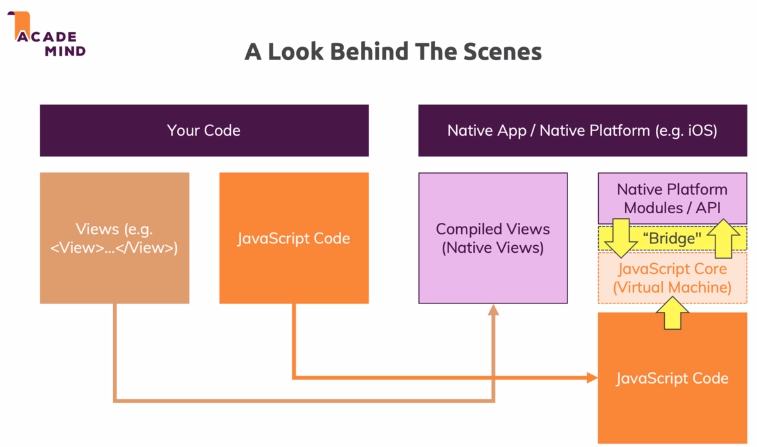 ACADE
MIND
A Look Behind The Scenes
Your Code
Native App / Native Platform (e.g. iOS)
Views (e.g.
<View>...</View>)
JavaScript Code
Compiled Views
(Native Views)
Native Platform
Modules / API
“Bridge"
JavaScript Core
(Virtual Machine)
JavaScript Code